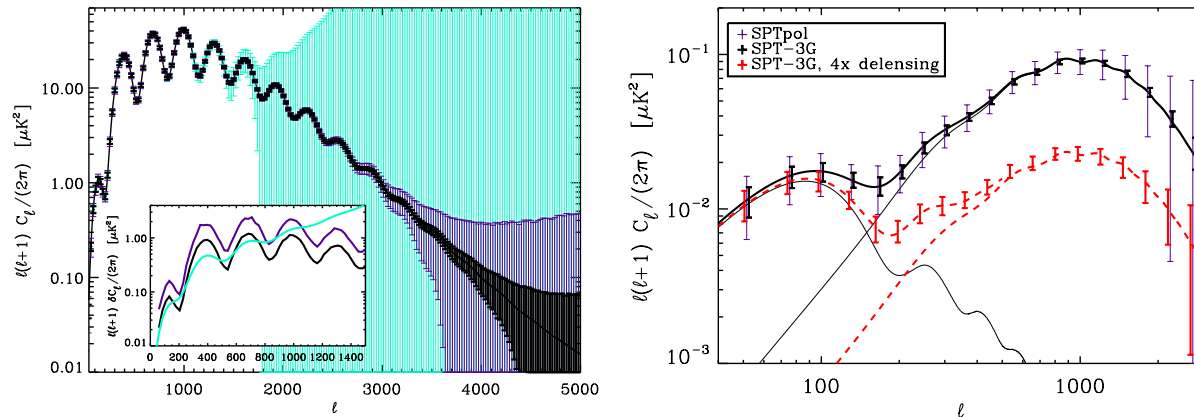 ℓ(ℓ+1) C_ℓ/(2π) [μK²]
10.00
1.00
0.10
0.01
0 1000 2000 3000 4000 5000
ℓ
ℓ(ℓ+1) δC_ℓ/(2π) [μK²]
1.00
0.10
0.01
0 200 400 600 800 1000 1200 1400
ℓ(ℓ+1) C_ℓ/(2π) [μK²]
10⁻¹
10⁻²
10⁻³
SPTpol
SPT-3G
SPT-3G, 4x delensing
100 1000
ℓ